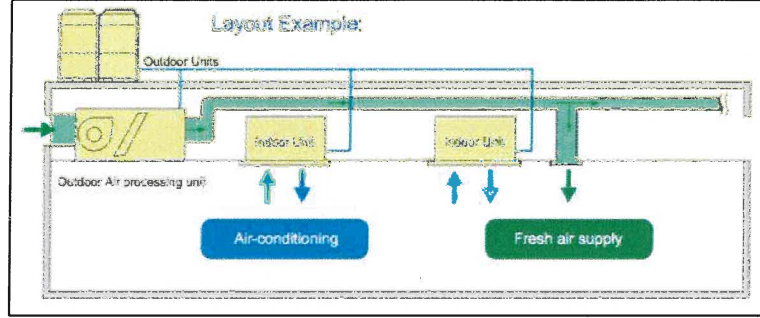 Layout Example:
Outdoor Units
Indoor Unit
Indoor Unit
Outdoor Air processing unit
Air-conditioning
Fresh air supply